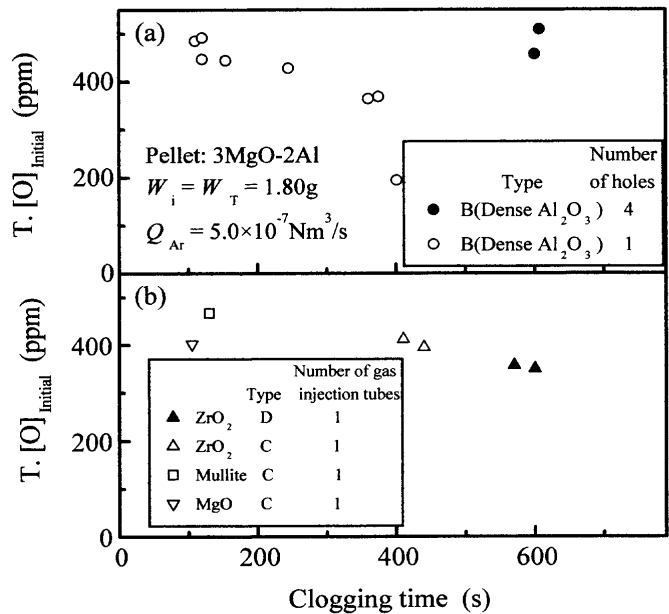 (a)
T. [O]Initial (ppm)
400
200
0
Pellet: 3MgO-2Al
Wi = WT = 1.80g
QAr = 5.0×10-7Nm3/s
Number
Type of holes
● B(Dense Al2O3) 4
○ B(Dense Al2O3) 1
(b)
T. [O]Initial (ppm)
400
200
0
Number of gas
Type injection tubes
▲ ZrO2 D 1
△ ZrO2 C 1
□ Mullite C 1
▽ MgO C 1
0 200 400 600
Clogging time (s)